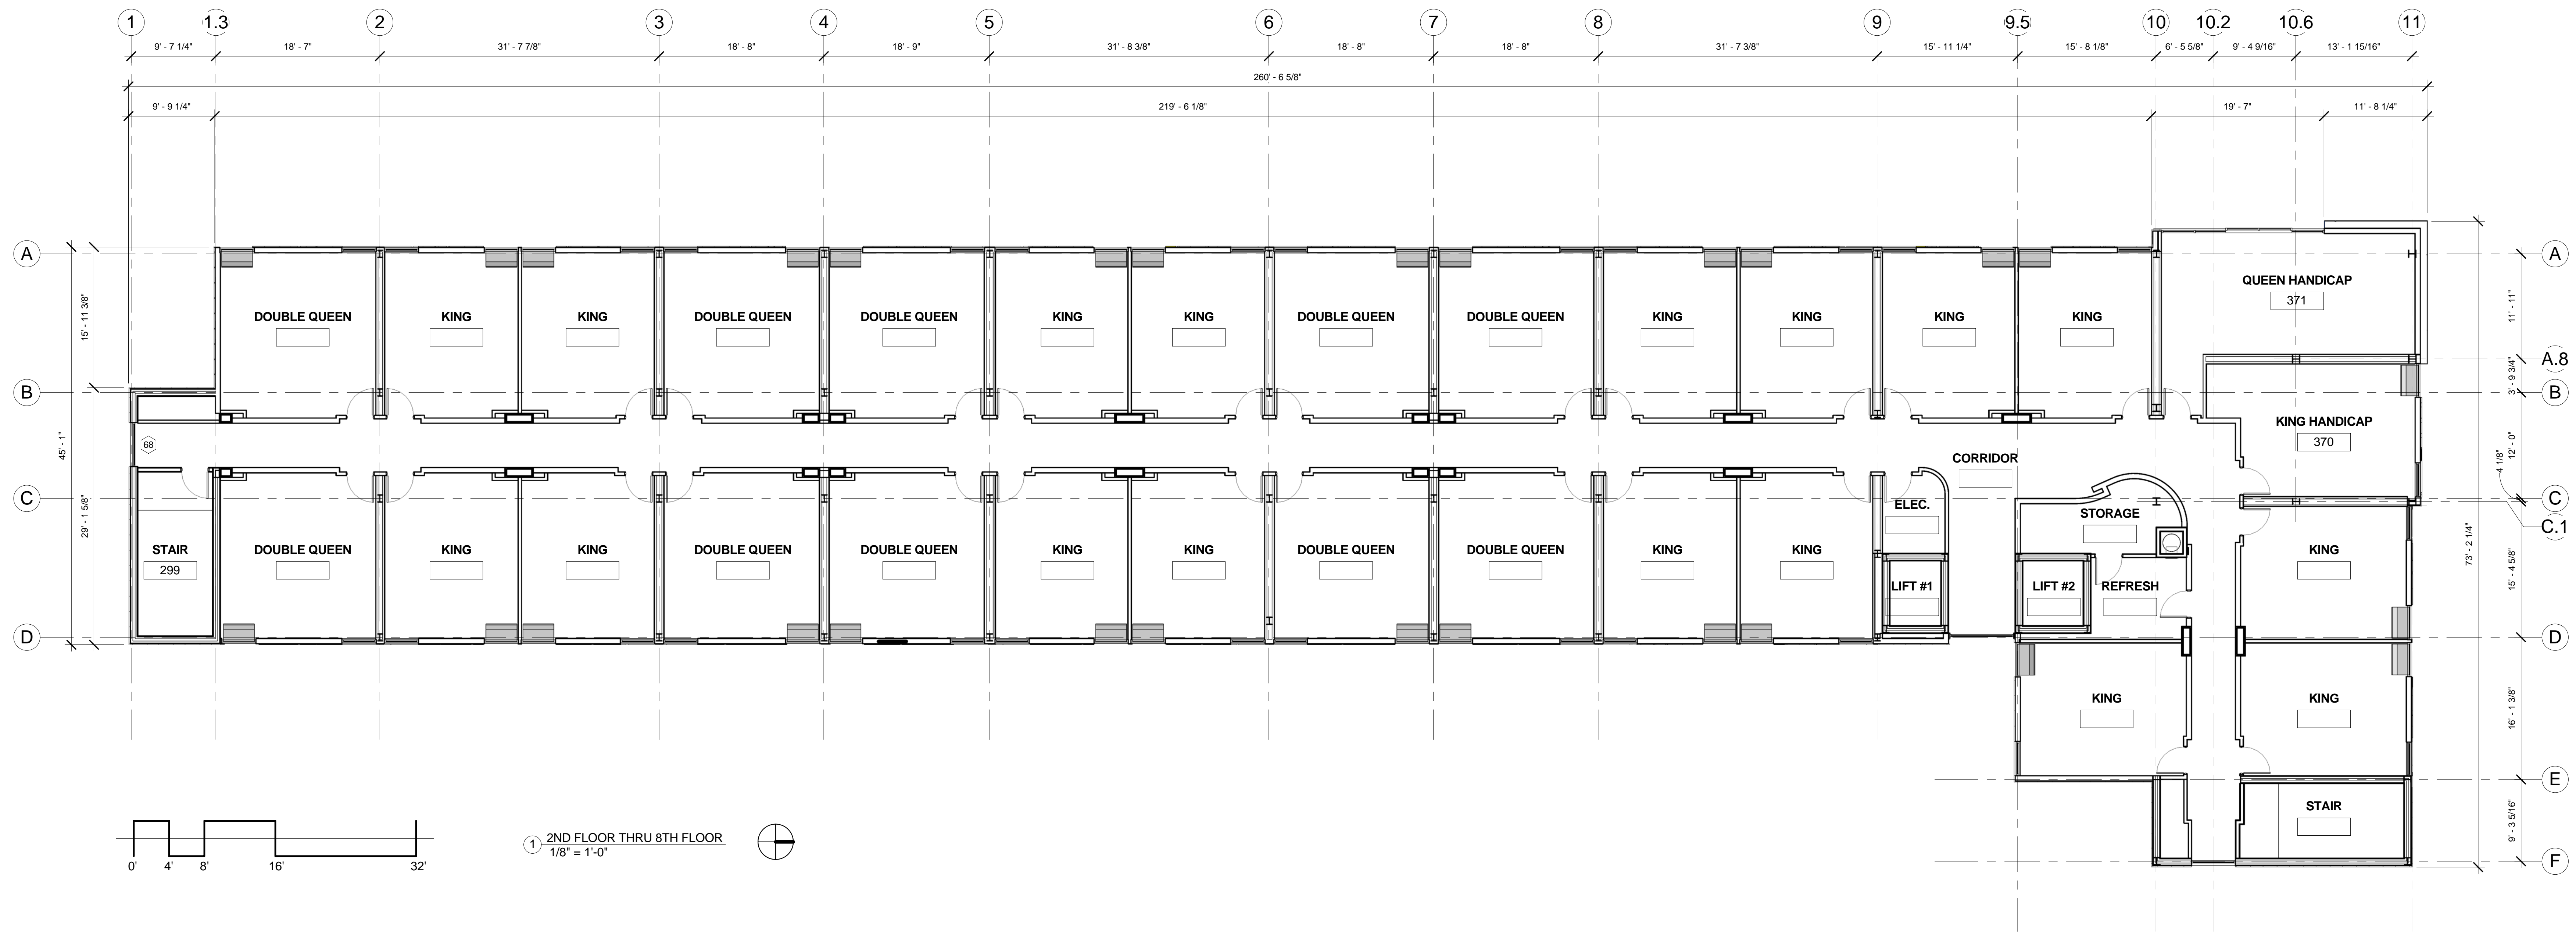 1 1.3 2 3 4 5 6 7 8 9 9.5 10 10.2 10.6 11
9' - 7 1/4" 18' - 7" 31' - 7 7/8" 18' - 8" 18' - 9" 31' - 8 3/8" 18' - 8" 18' - 8" 31' - 7 3/8" 15' - 11 1/4" 15' - 8 1/8" 6' - 5 5/8" 9' - 4 9/16" 13' - 1 15/16"
260' - 6 5/8"
9' - 9 1/4" 219' - 6 1/8" 19' - 7" 11' - 8 1/4"
A A
QUEEN HANDICAP
371
11' - 11"
15' - 11 3/8"
DOUBLE QUEEN KING KING DOUBLE QUEEN DOUBLE QUEEN KING KING DOUBLE QUEEN DOUBLE QUEEN KING KING KING KING
A.8
3' - 9 3/4"
B B
KING HANDICAP
370
12' - 0"
68
45' - 1"
CORRIDOR
4 1/8"
C C
ELEC.
STORAGE
C.1
29' - 1 5/8"
73' - 2 1/4"
STAIR DOUBLE QUEEN KING KING DOUBLE QUEEN DOUBLE QUEEN KING KING DOUBLE QUEEN DOUBLE QUEEN KING KING KING
299
15' - 4 5/8"
LIFT #1 LIFT #2 REFRESH
D D
KING KING
16' - 1 3/8"
E
STAIR
9' - 3 5/16"
F
0' 4' 8' 16' 32'
1 2ND FLOOR THRU 8TH FLOOR
1/8" = 1'-0"